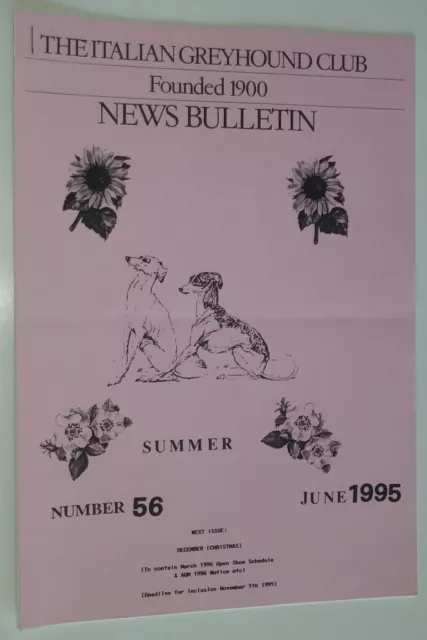 THE ITALIAN GREYHOUND CLUB
Founded 1900
NEWS BULLETIN
SUMMER
NUMBER 56
JUNE 1995
NEXT ISSUE:
DECEMBER (CHRISTMAS)
[To contain March 1996 Open Show Schedule
& AGM 1996 Notice etc]
[Deadline for inclusion November 7th 1995]